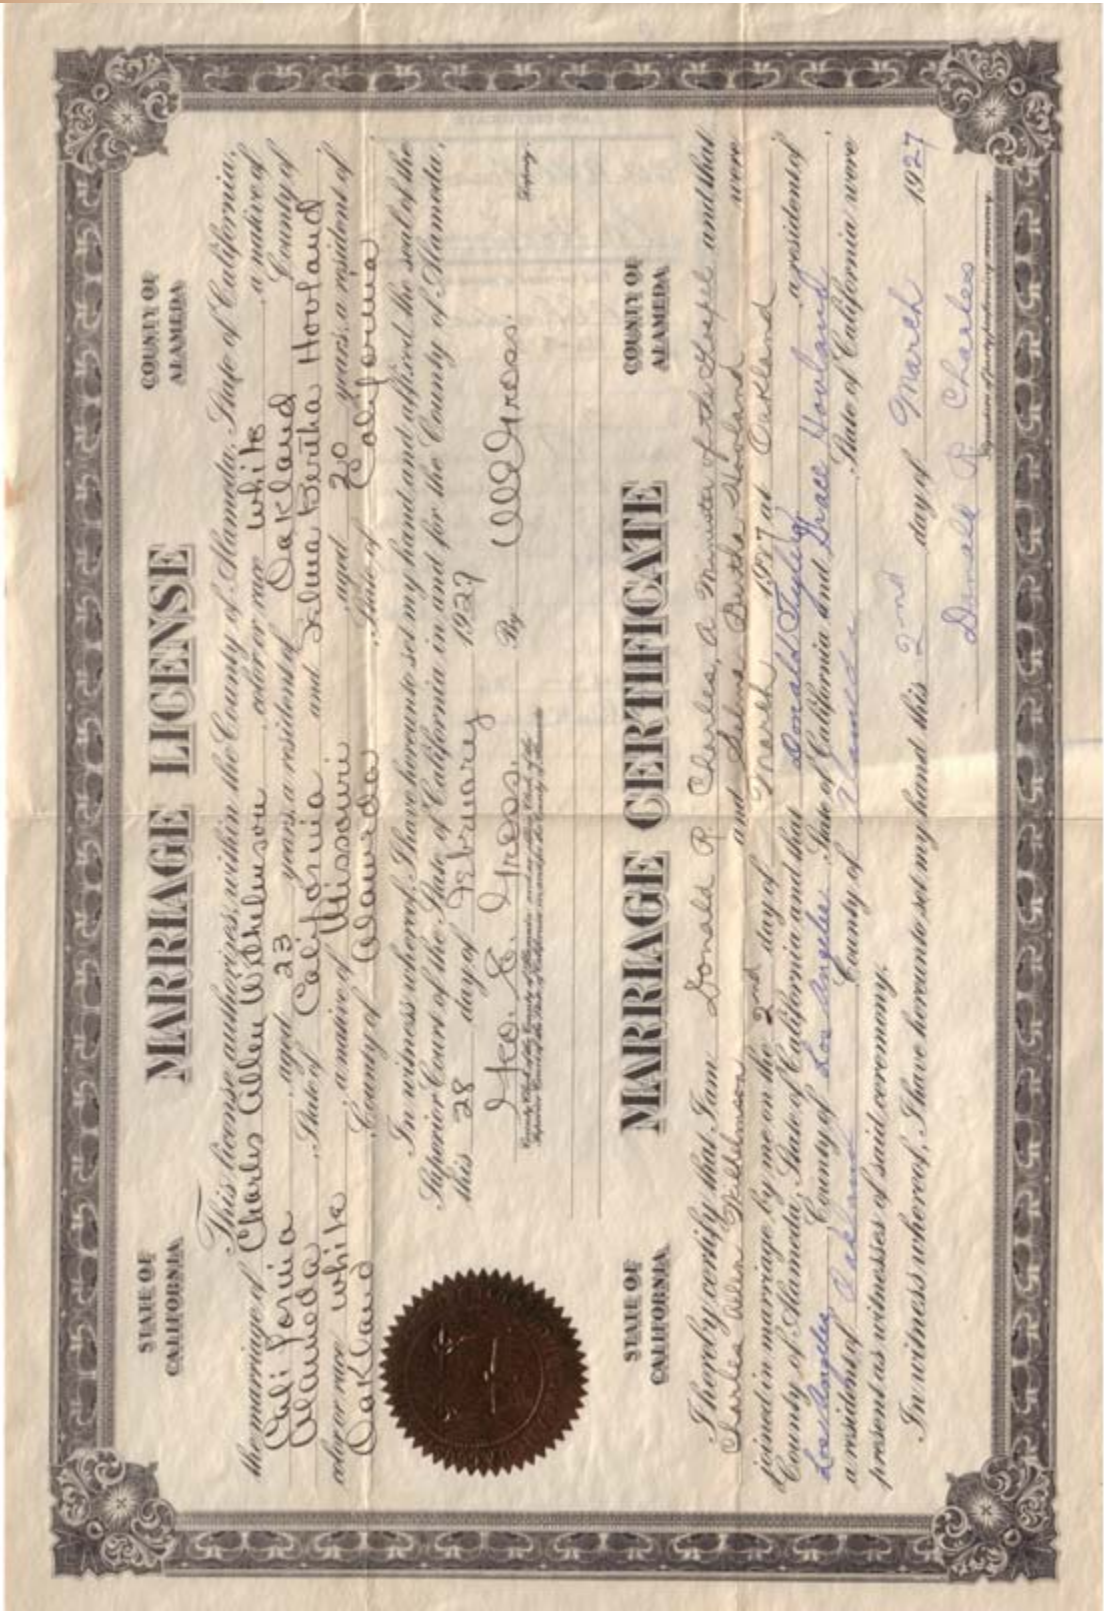 STATE OF CALIFORNIA
MARRIAGE LICENSE
COUNTY OF ALAMEDA
This license authorizes, within the County of Alameda, State of California,
the marriage of Charles Allen Wilhelmson, color or race white, a native of
California, aged 23 years, a resident of Oakland County of
Alameda, State of California and Selma Bertha Hovland
color or race white, a native of Missouri, aged 20 years, a resident of
Oakland County of Alameda, State of California
In witness whereof, I have hereunto set my hand and affixed the seal of the
Superior Court of the State of California in and for the County of Alameda,
this 28 day of February 1927
Geo. E. Gross. By Gross. Deputy
STATE OF CALIFORNIA
MARRIAGE CERTIFICATE
COUNTY OF ALAMEDA
I hereby certify that I am Donald R Charles, A Minister of the Gospel and that
Charles Allen Wilhelmson and Selma Bertha Hovland were
joined in marriage by me on the 2nd day of March 1927 at Oakland
County of Alameda, State of California and that Donald a resident of
Los Angeles County of Los Angeles State of California and Grace Hovland,
a resident of Oakland County of Alameda, State of California were
present as witnesses of said ceremony.
In witness whereof, I have hereunto set my hand this 2nd day of March 1927
Donald R Charles